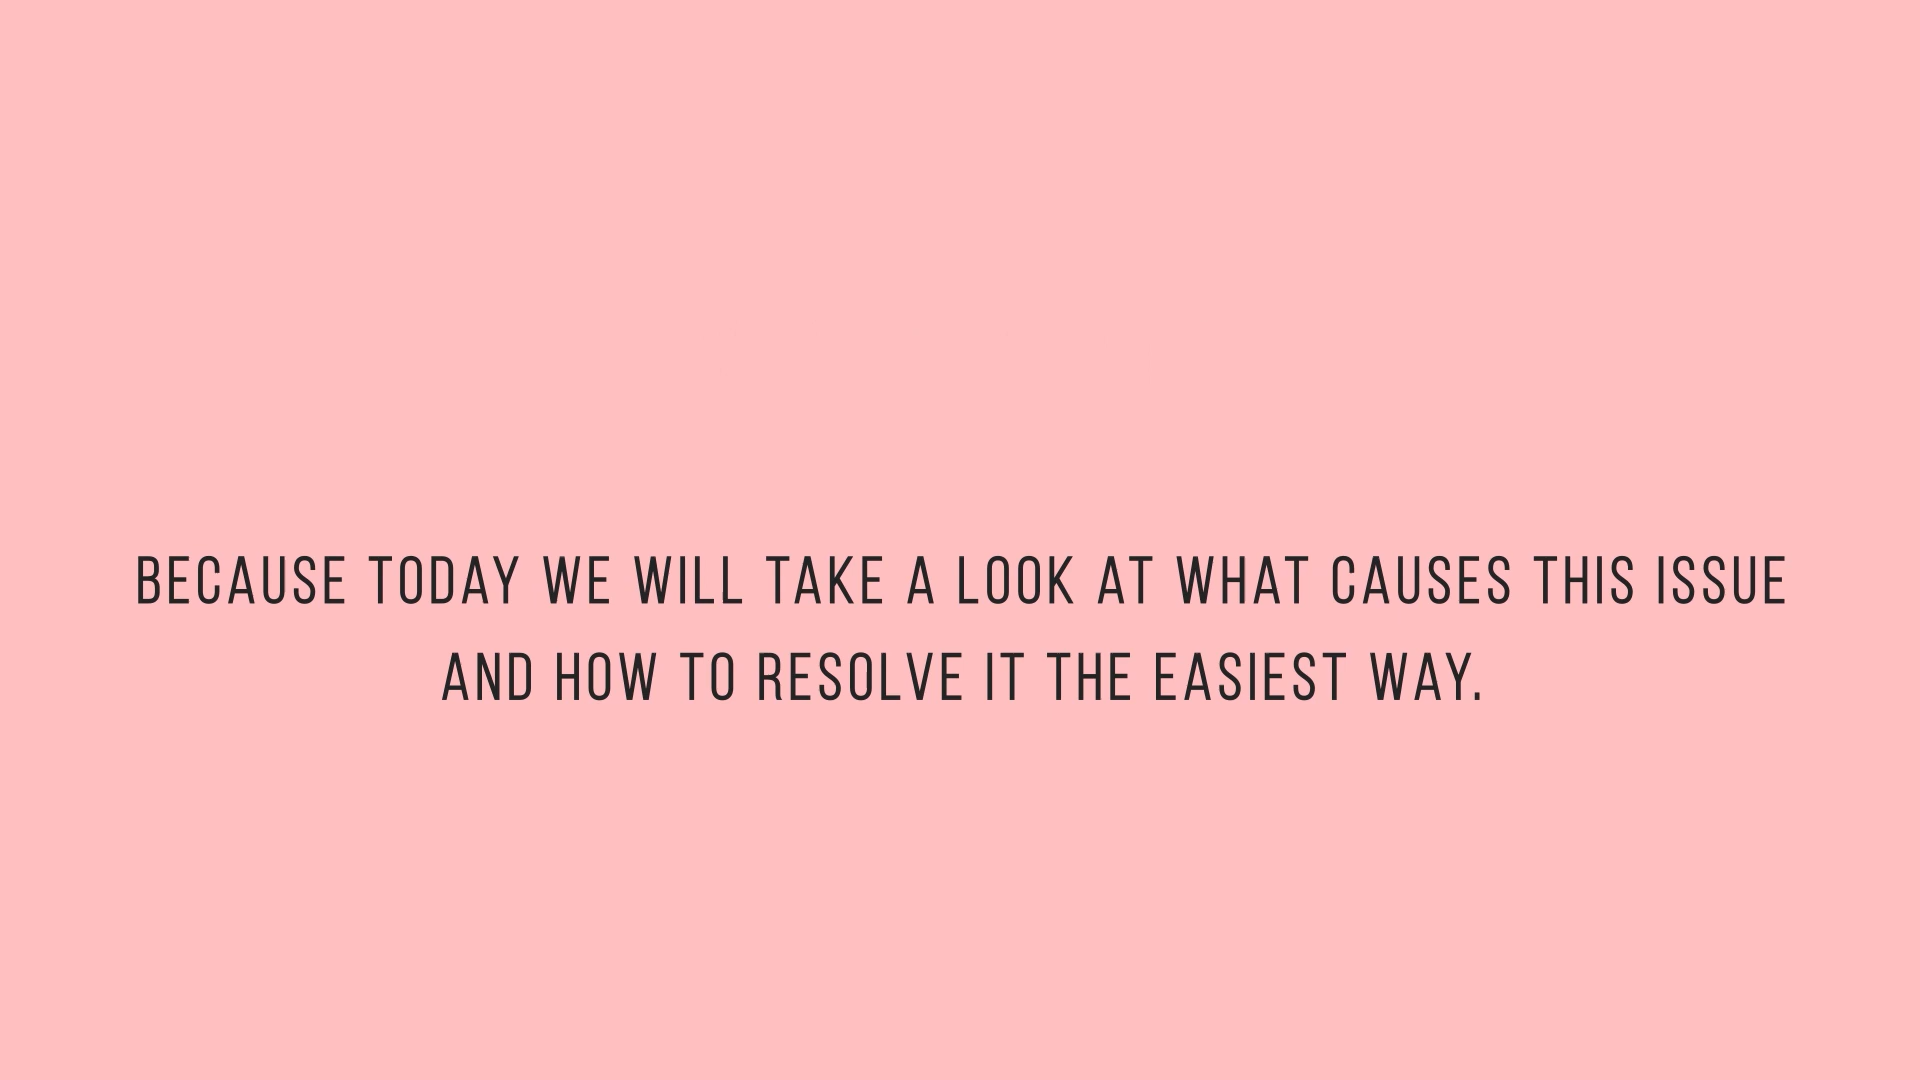 BECAUSE TODAY WE WILL TAKE A LOOK AT WHAT CAUSES THIS ISSUE
AND HOW TO RESOLVE IT THE EASIEST WAY.